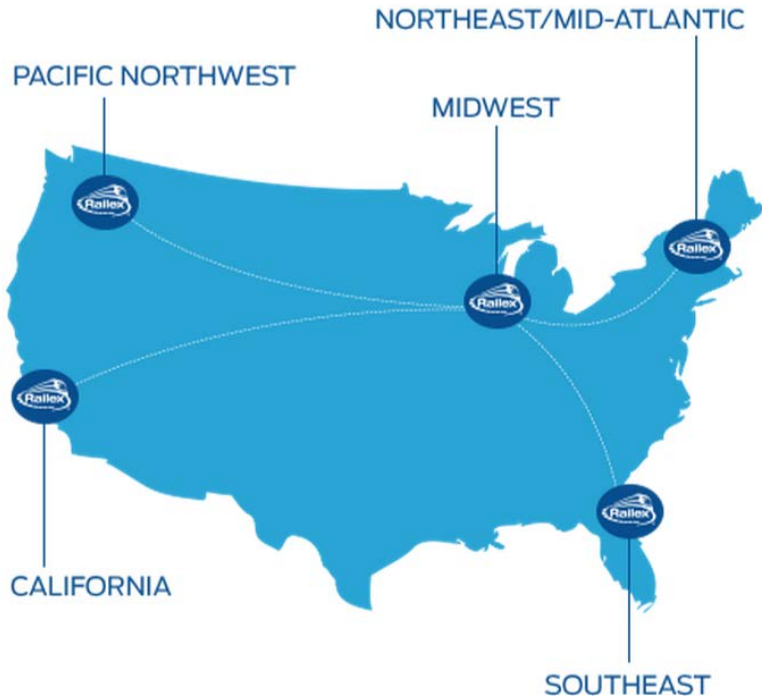 NORTHEAST/MID-ATLANTIC
PACIFIC NORTHWEST
MIDWEST
Railex
Railex
Railex
Railex
Railex
CALIFORNIA
SOUTHEAST